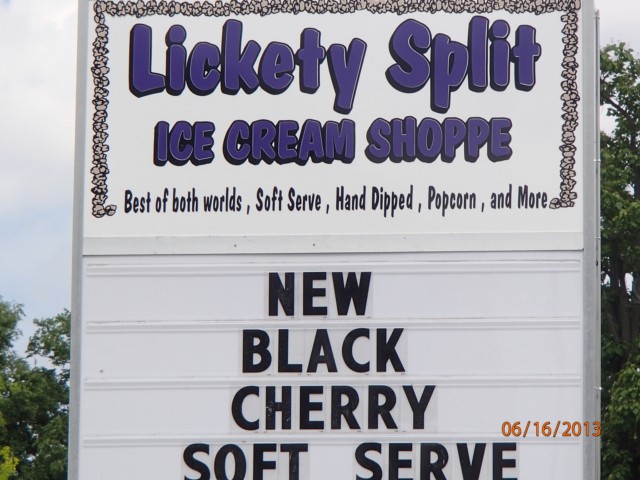 Lickety Split
ICE CREAM SHOPPE
Best of both worlds , Soft Serve , Hand Dipped , Popcorn , and More
NEW
BLACK
CHERRY
SOFT SERVE
06/16/2013